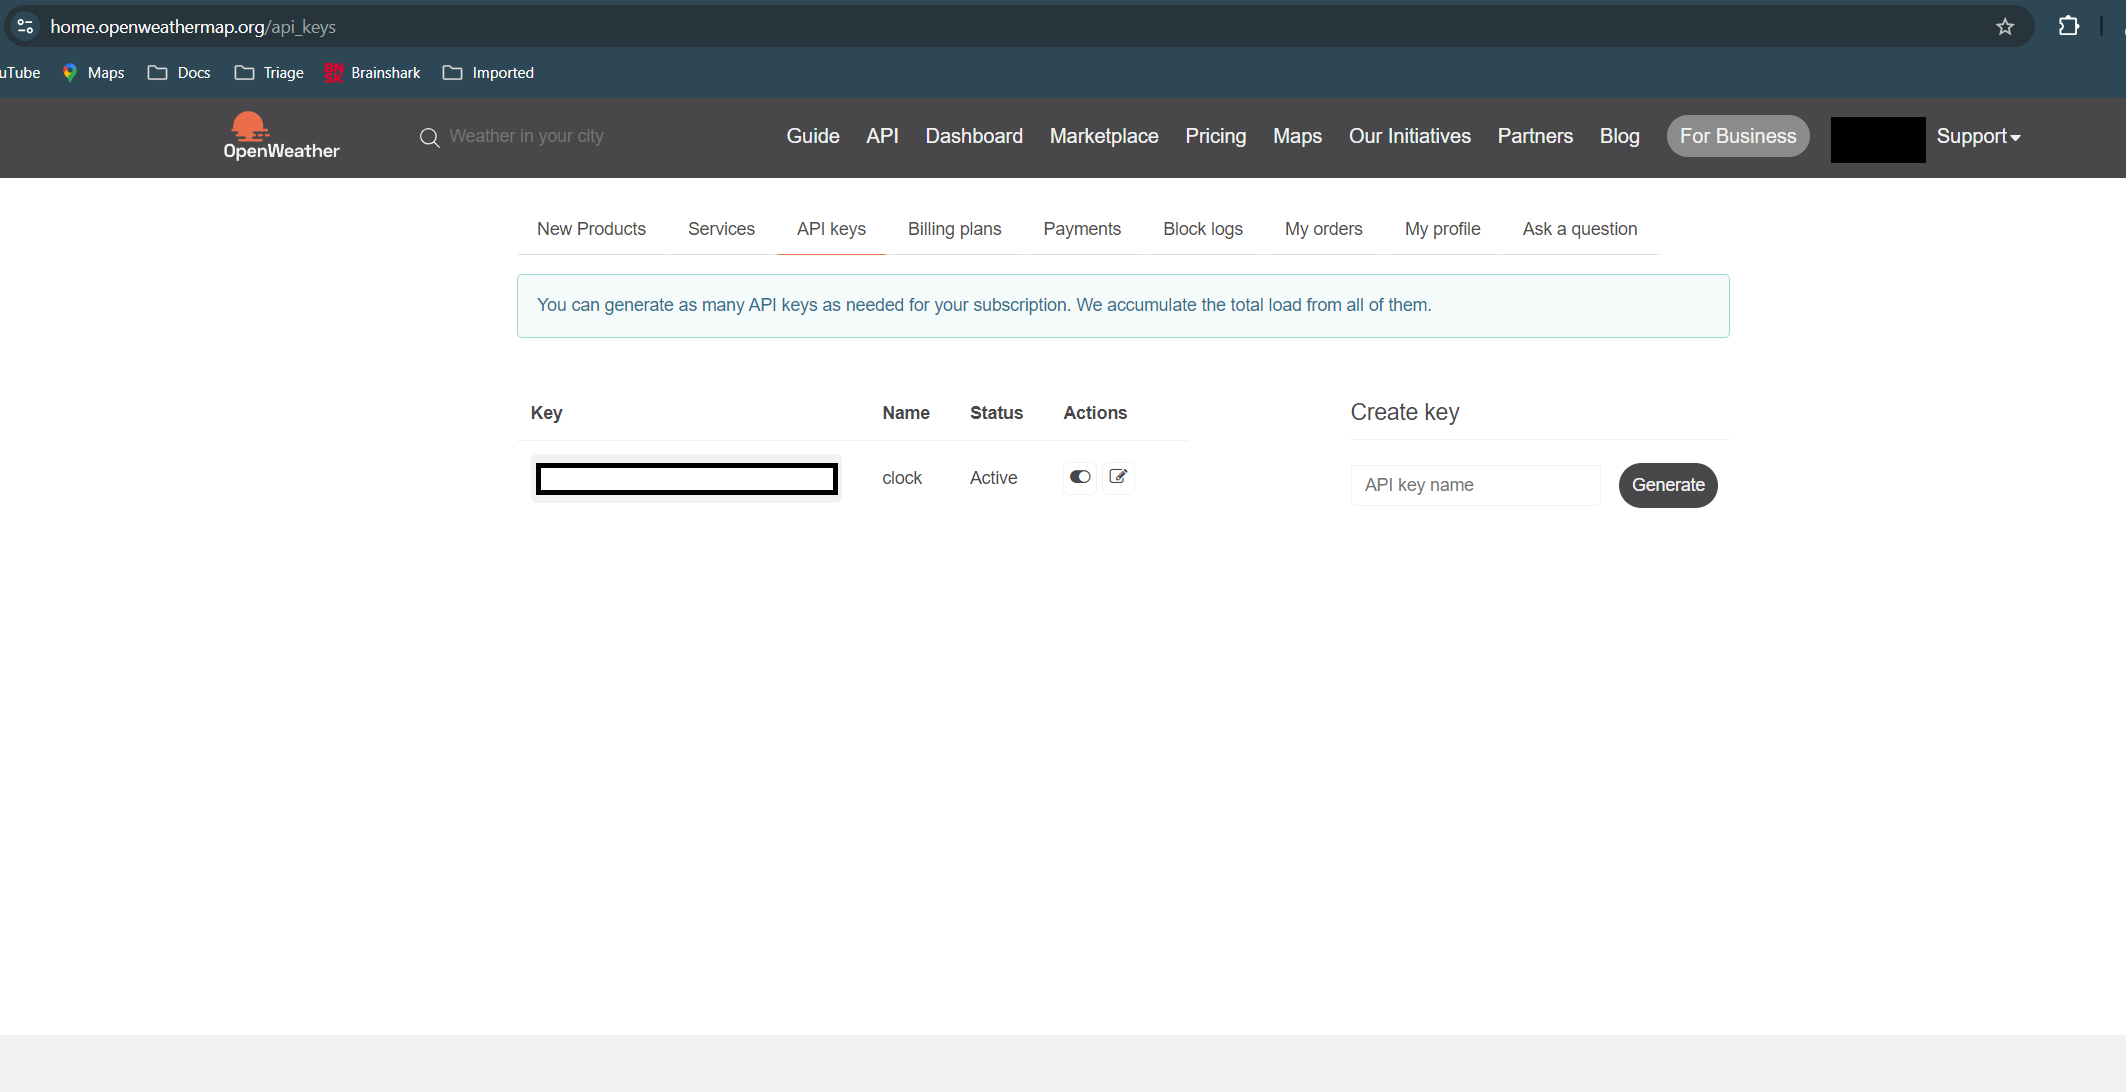 home.openweathermap.org/api_keys
uTube Maps Docs Triage BNSK Brainshark Imported
OpenWeather Weather in your city Guide API Dashboard Marketplace Pricing Maps Our Initiatives Partners Blog For Business Support
New Products Services API keys Billing plans Payments Block logs My orders My profile Ask a question
You can generate as many API keys as needed for your subscription. We accumulate the total load from all of them.
Key Name Status Actions Create key
clock Active API key name Generate